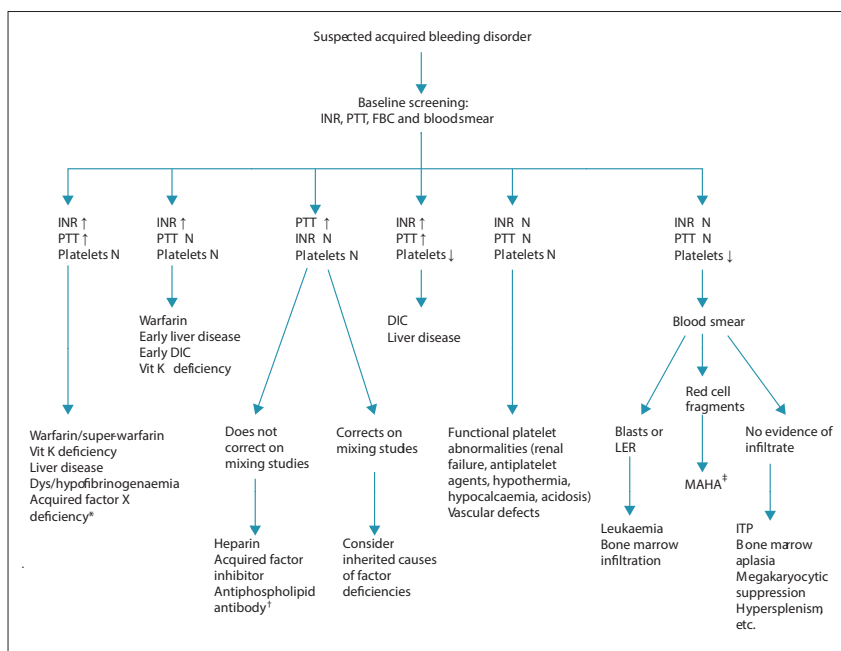 Suspected acquired bleeding disorder
Baseline screening:
INR, PTT, FBC and blood smear
INR ↑
PTT ↑
Platelets N
INR ↑
PTT N
Platelets N
PTT ↑
INR N
Platelets N
INR ↑
PTT ↑
Platelets ↓
INR N
PTT N
Platelets N
INR N
PTT N
Platelets ↓
Warfarin
Early liver disease
Early DIC
Vit K deficiency
DIC
Liver disease
Blood smear
Warfarin/super-warfarin
Vit K deficiency
Liver disease
Dys/hypofibrinogenaemia
Acquired factor X
deficiency*
Does not
correct on
mixing studies
Corrects on
mixing studies
Functional platelet
abnormalities (renal
failure, antiplatelet
agents, hypothermia,
hypocalcaemia, acidosis)
Vascular defects
Blasts or
LER
Red cell
fragments
No evidence of
infiltrate
MAHA‡
Heparin
Acquired factor
inhibitor
Antiphospholipid
antibody†
Consider
inherited causes
of factor
deficiencies
Leukaemia
Bone marrow
infiltration
ITP
Bone marrow
aplasia
Megakaryocytic
suppression
Hypersplenism,
etc.